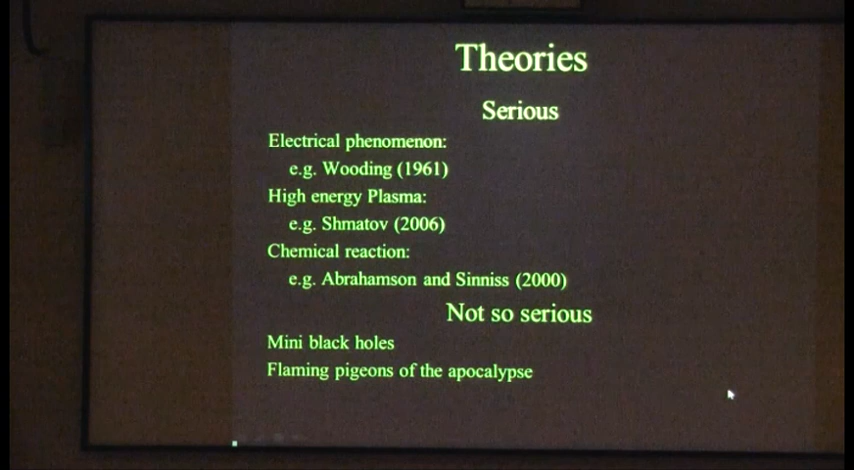 Theories
Serious
Electrical phenomenon:
e.g. Wooding (1961)
High energy Plasma:
e.g. Shmatov (2006)
Chemical reaction:
e.g. Abrahamson and Sinniss (2000)
Not so serious
Mini black holes
Flaming pigeons of the apocalypse